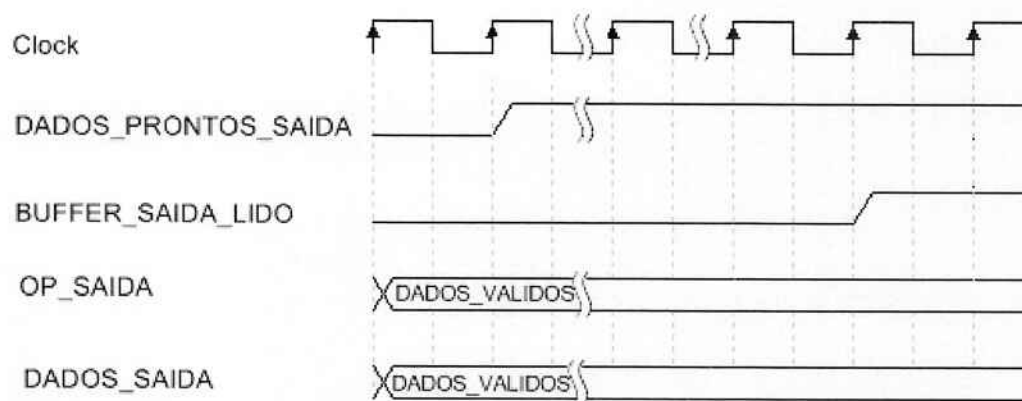 Clock
DADOS_PRONTOS_SAIDA
BUFFER_SAIDA_LIDO
OP_SAIDA
DADOS_VALIDOS
DADOS_SAIDA
DADOS_VALIDOS